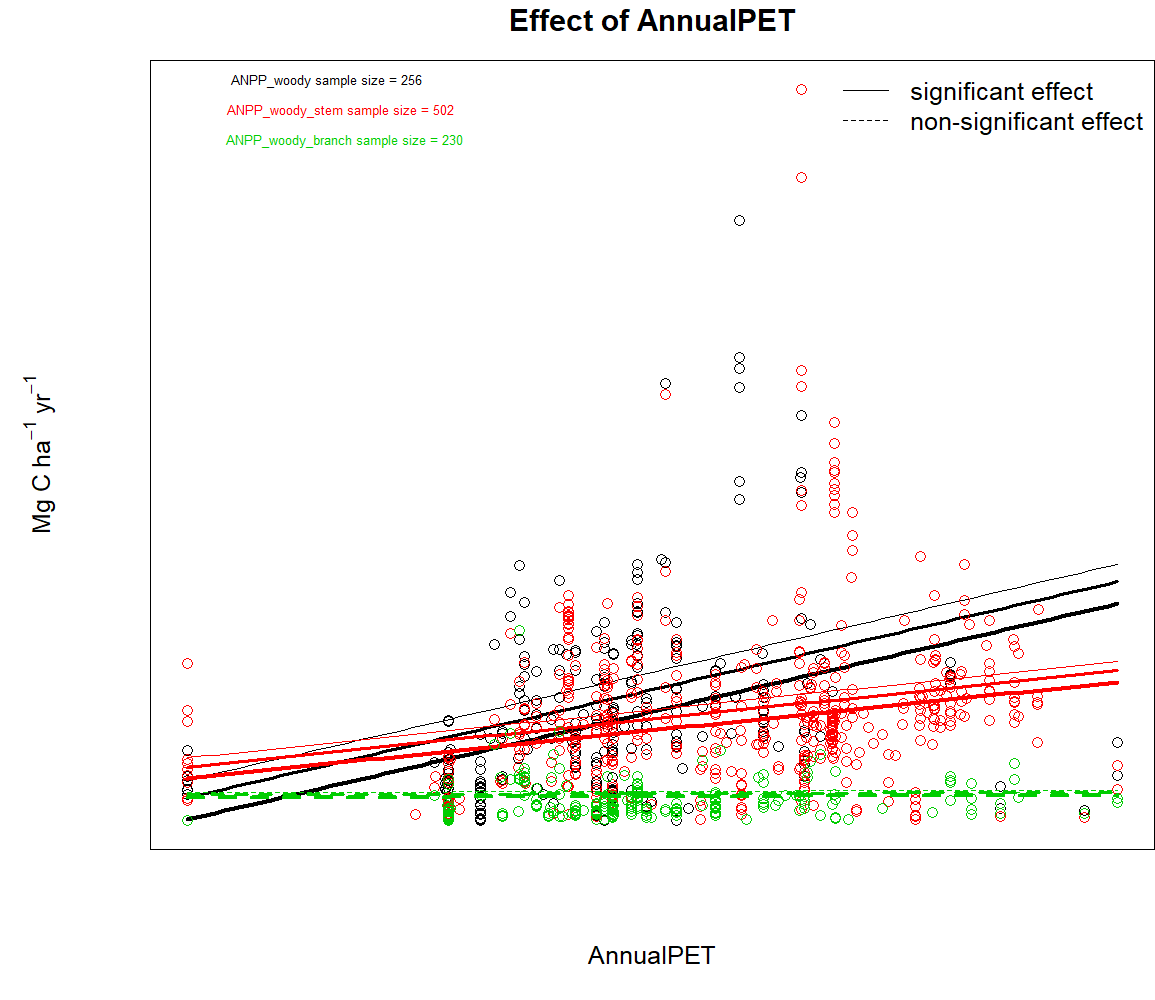 Effect of AnnualPET
ANPP_woody sample size = 256
ANPP_woody_stem sample size = 502
ANPP_woody_branch sample size = 230
significant effect
non-significant effect
Mg C ha⁻¹ yr⁻¹
AnnualPET